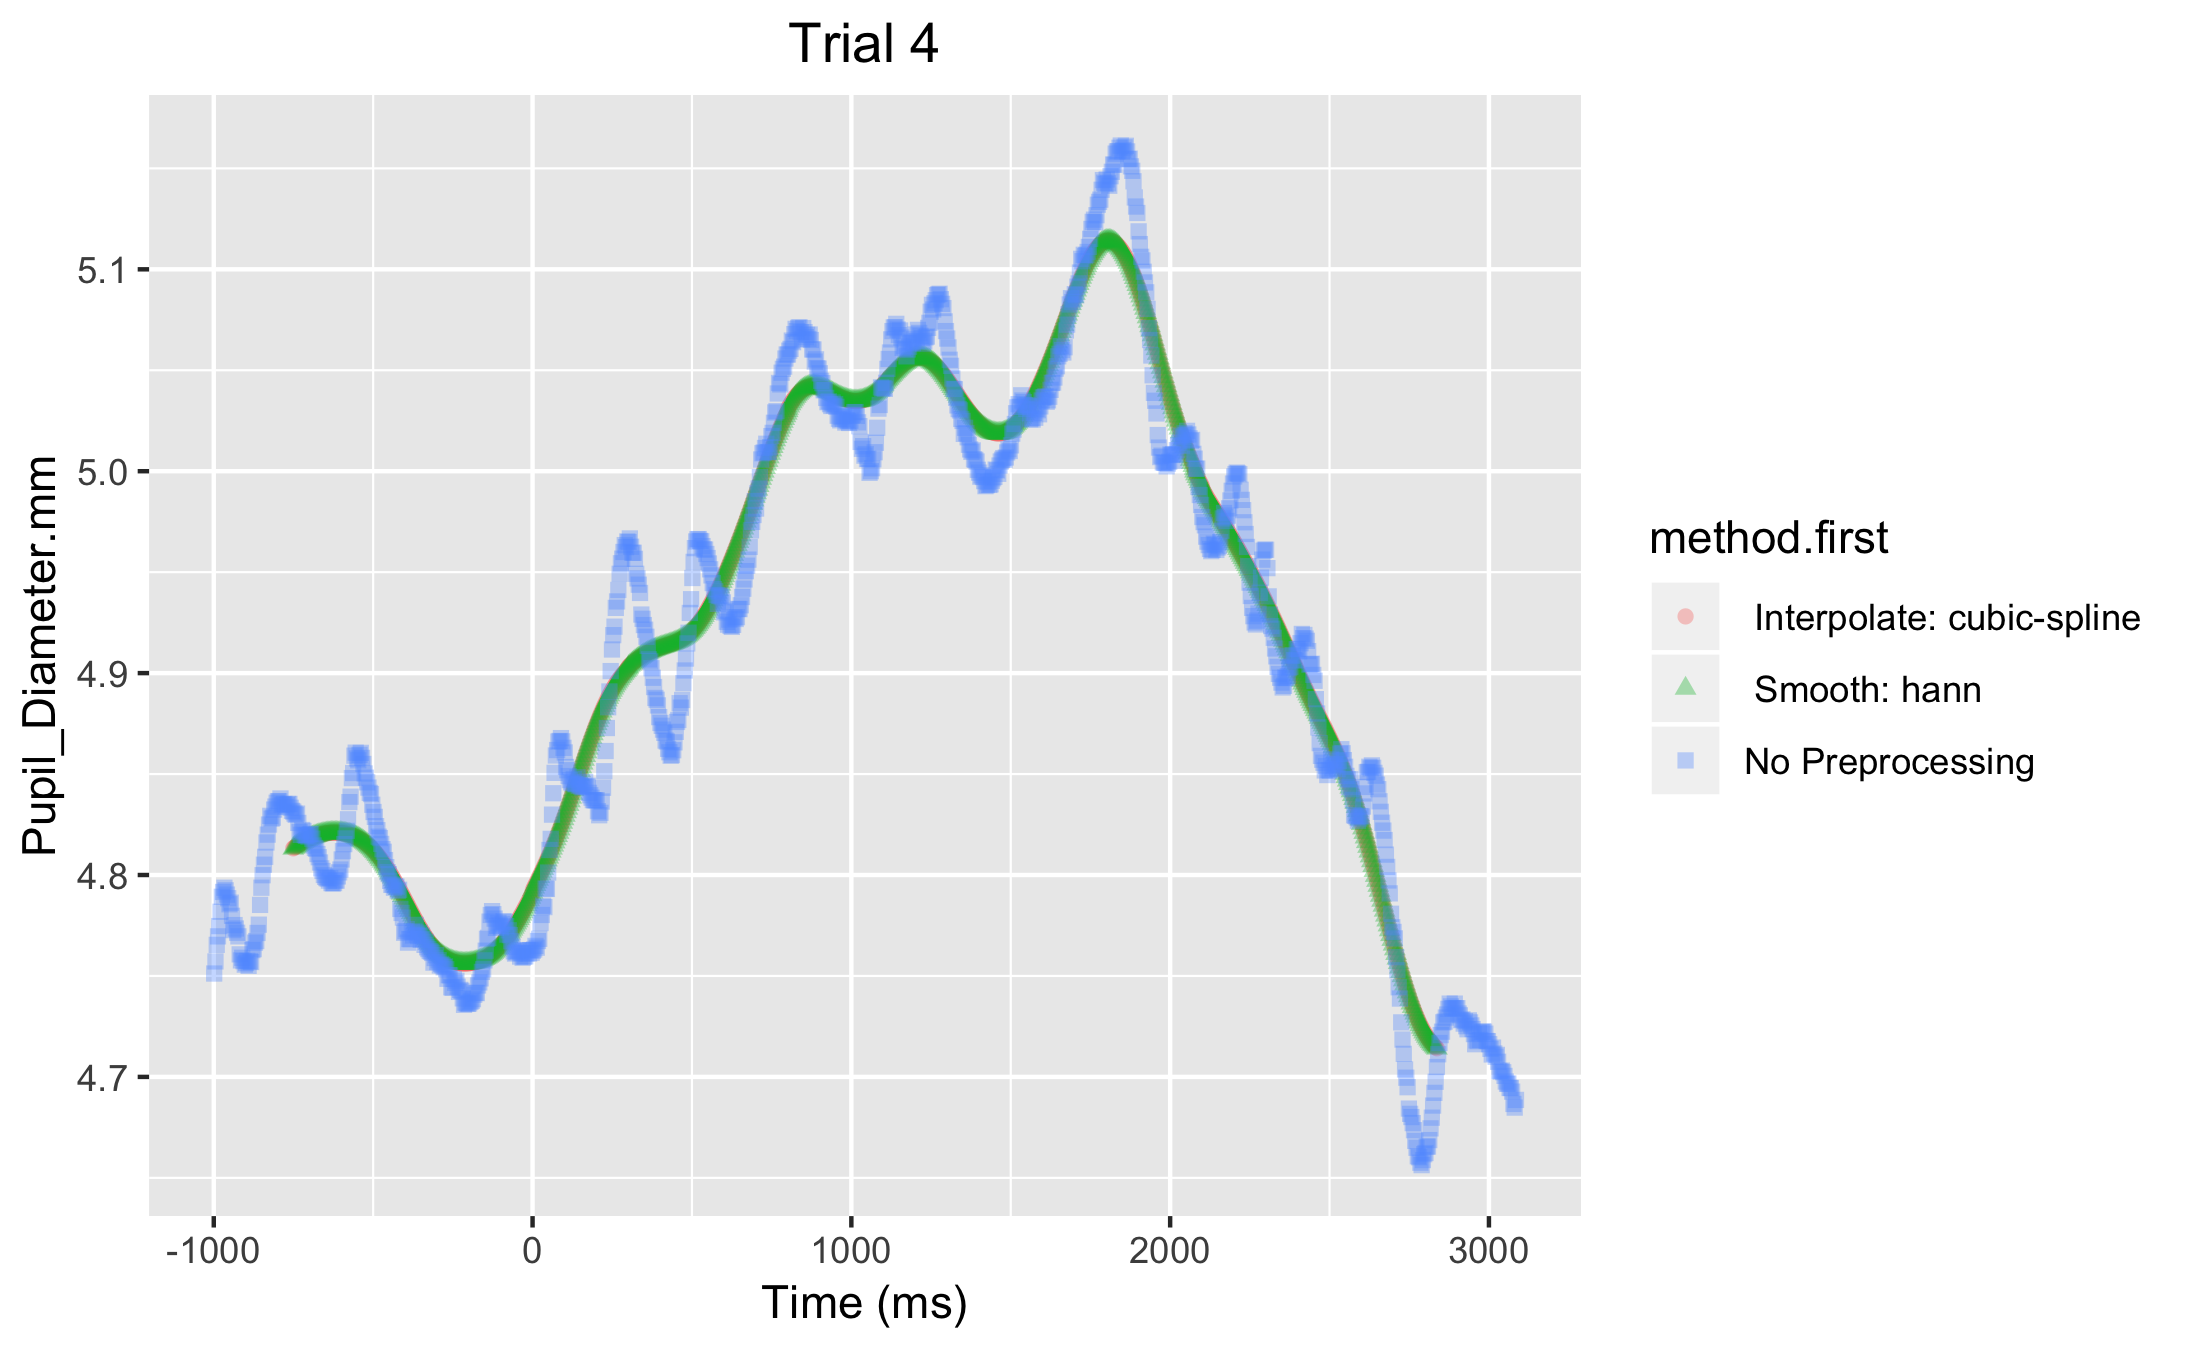 Trial 4
Pupil_Diameter.mm
5.1
5.0
4.9
4.8
4.7
-1000
0
1000
2000
3000
Time (ms)
method.first
Interpolate: cubic-spline
Smooth: hann
No Preprocessing